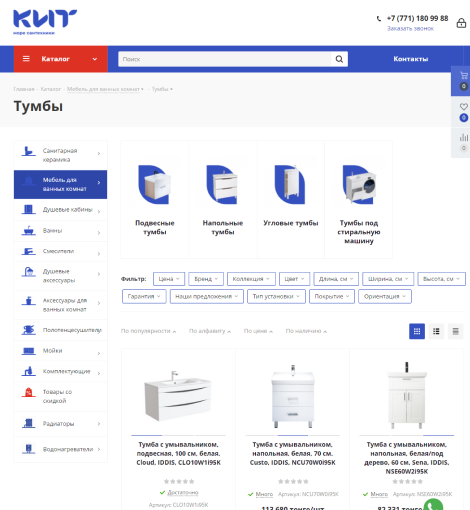 КИТ
море сантехники
+7 (771) 180 99 88
Заказать звонок
Каталог
Поиск
Контакты
0
Главная - Каталог - Мебель для ванных комнат - Тумбы
Тумбы
0
0
Санитарная
керамика
Мебель для
ванных комнат
Душевые кабины
Ванны
Смесители
Душевые
аксессуары
Аксессуары для
ванных комнат
Полотенцесушители
Мойки
Комплектующие
Товары со
скидкой
Радиаторы
Водонагреватели
Подвесные
тумбы
Напольные
тумбы
Угловые тумбы
Тумбы под
стиральную
машину
Фильтр: Цена Бренд Коллекция Цвет Длина, см Ширина, см Высота, см
Гарантия Наши предложения Тип установки Покрытие Ориентация
По популярности По алфавиту По цене По наличию
Тумба с умывальником,
подвесная, 100 см, белая,
Cloud, IDDIS, CLO10W1i95K
Достаточно
Артикул: CLO10W1i95K
Тумба с умывальником,
напольная, белая, 70 см,
Custo, IDDIS, NCU70W0i95K
Много Артикул: NCU70W0i95K
113 680 тенге
Тумба с умывальником,
напольная, белая/под
дерево, 60 см, Sena, IDDIS,
NSE60W2i95K
Много Артикул: NSE60W2i95K
82 331 тенге